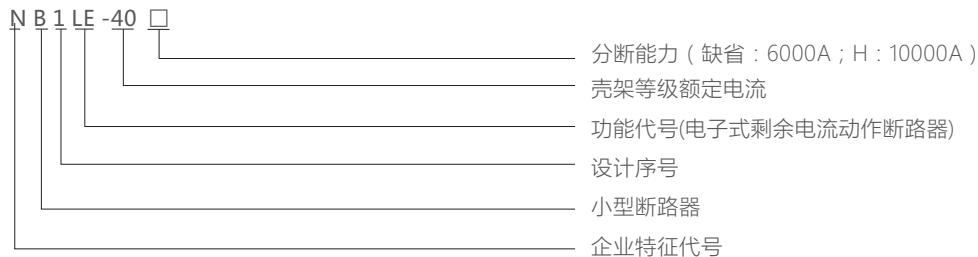 N B 1 LE -40 □
分断能力（缺省：6000A；H：10000A）
壳架等级额定电流
功能代号(电子式剩余电流动作断路器)
设计序号
小型断路器
企业特征代号